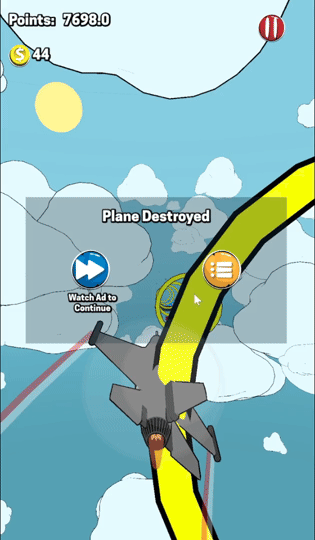 Points: 7698.0
44
Plane Destroyed
Watch Ad to
Continue